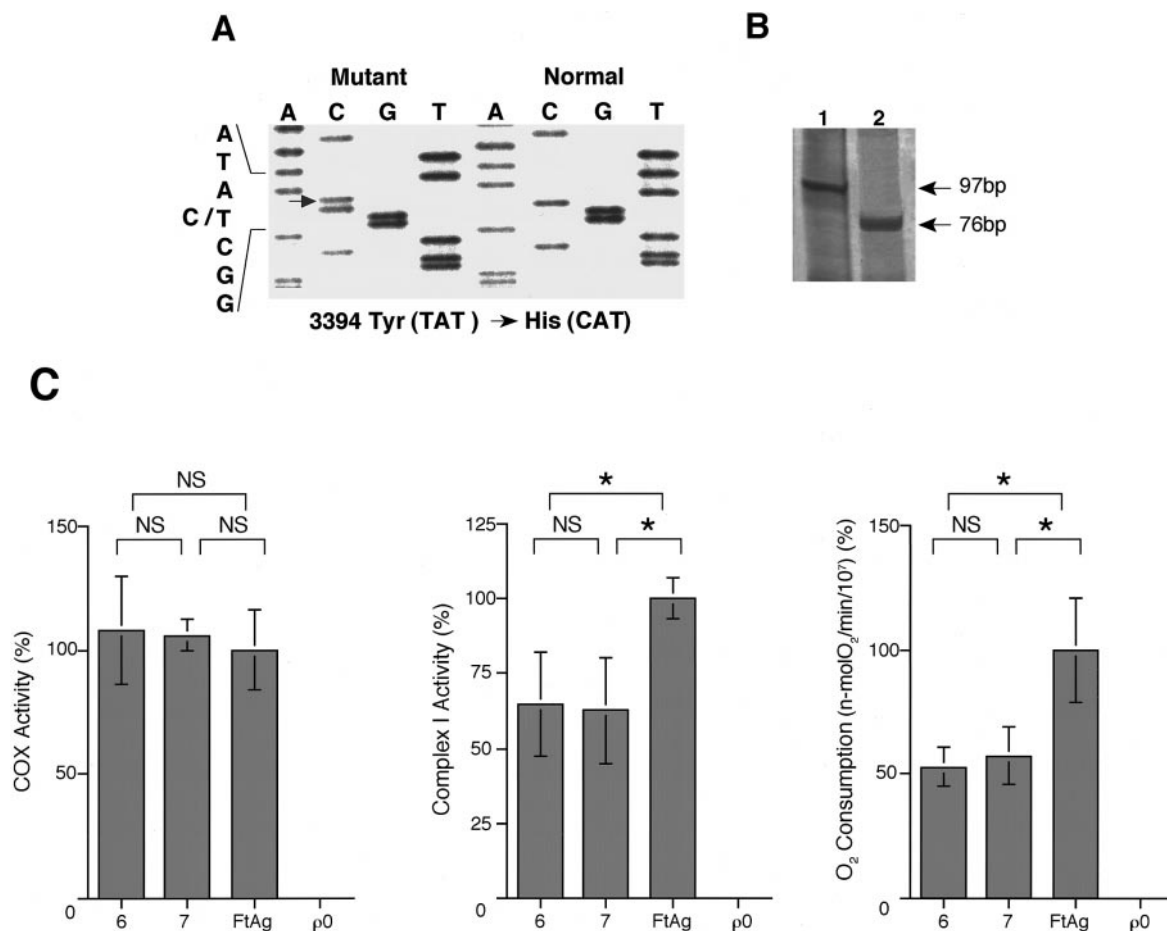 A
Mutant Normal
A C G T A C G T
A
T
A
C / T
C
G
G
3394 Tyr (TAT ) → His (CAT)
B
1 2
97bp
76bp
C
NS
NS NS
COX Activity (%)
150
100
50
0
6 7 FtAg ρ0
*
NS *
Complex I Activity (%)
125
100
75
50
25
0
6 7 FtAg ρ0
*
NS *
O₂ Consumption (n-molO₂/min/10⁷) (%)
150
100
50
0
6 7 FtAg ρ0